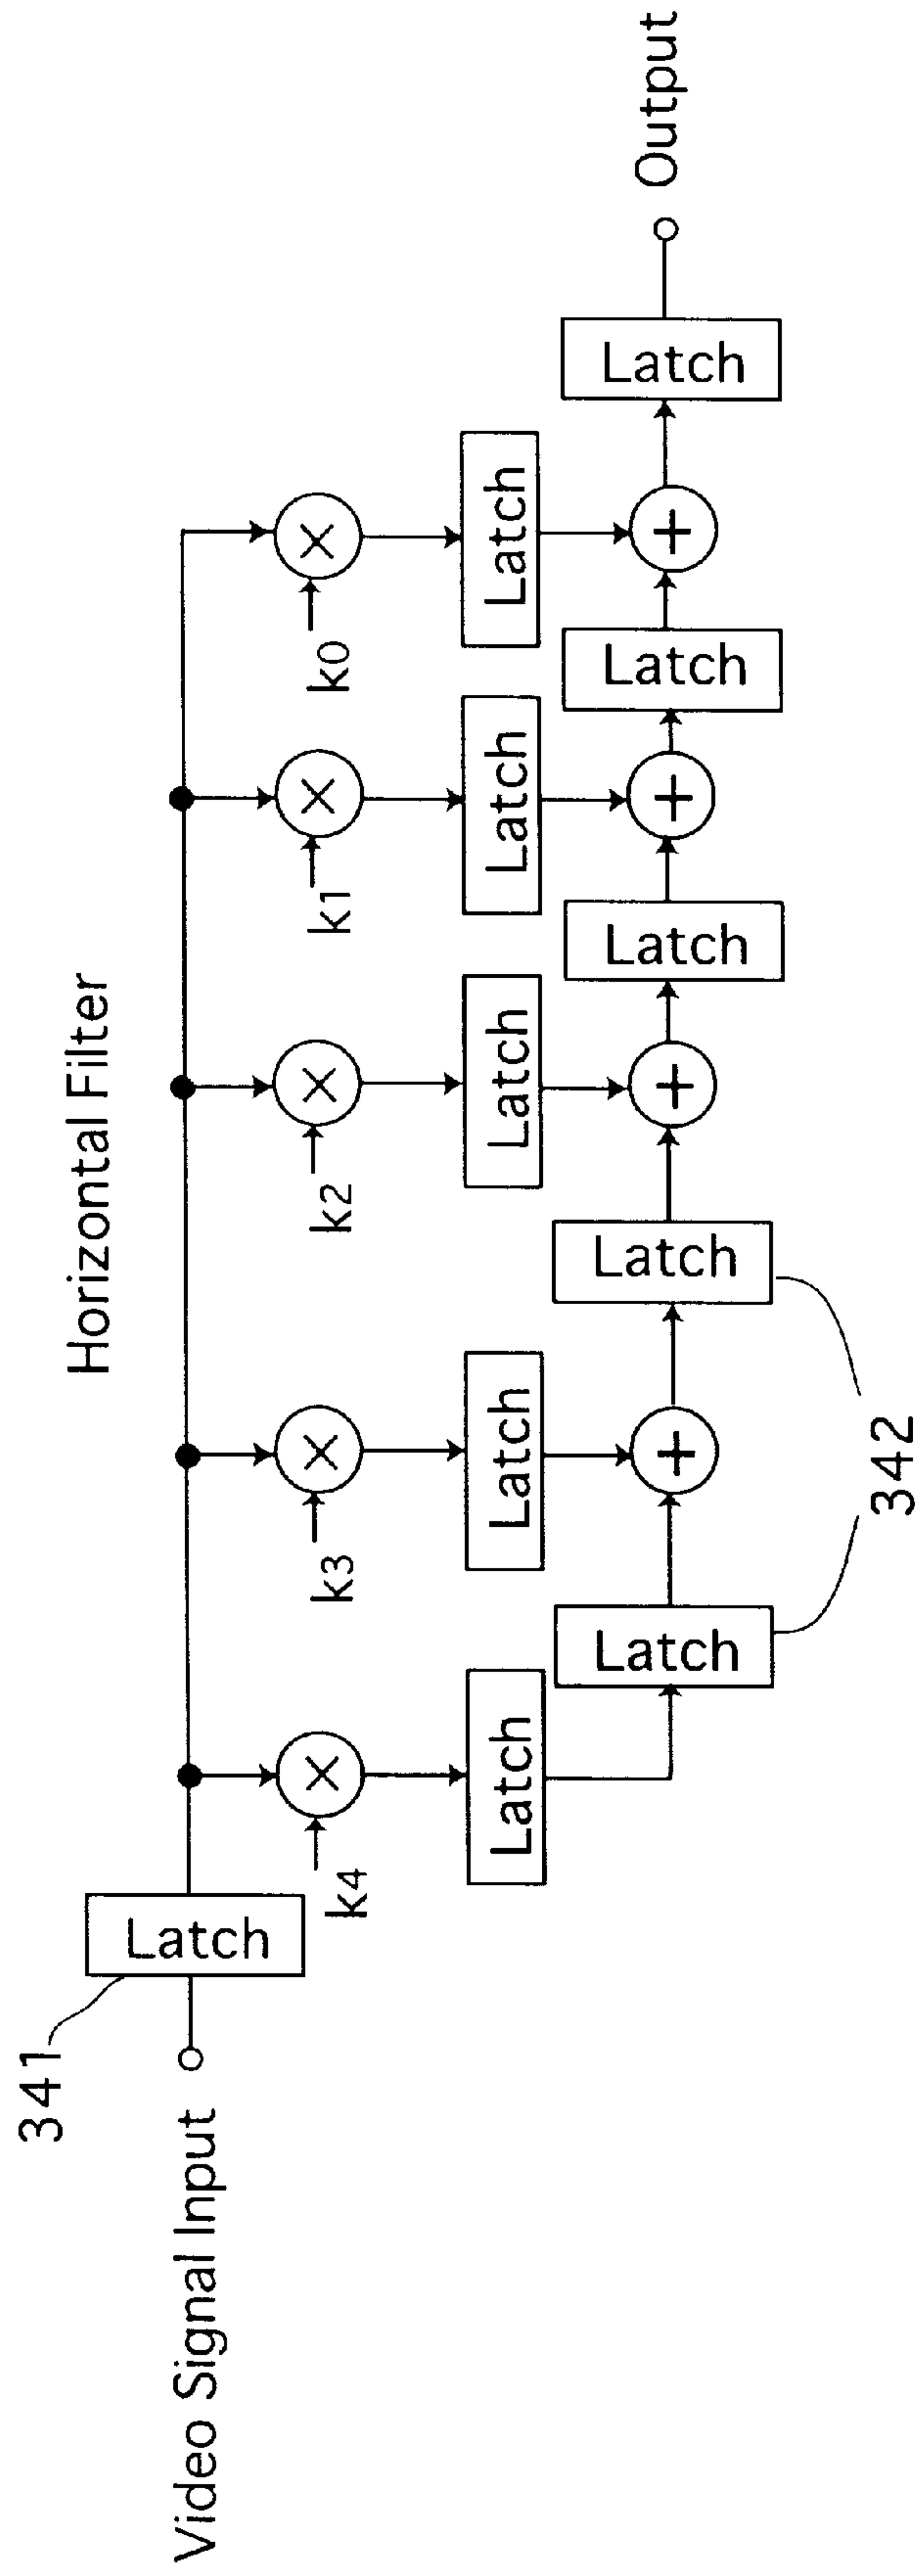 Horizontal Filter
341
Video Signal Input
Latch
k4
k3
k2
k1
k0
Latch
Latch
Latch
Latch
Latch
Latch
Latch
Latch
Latch
Latch
Output
342